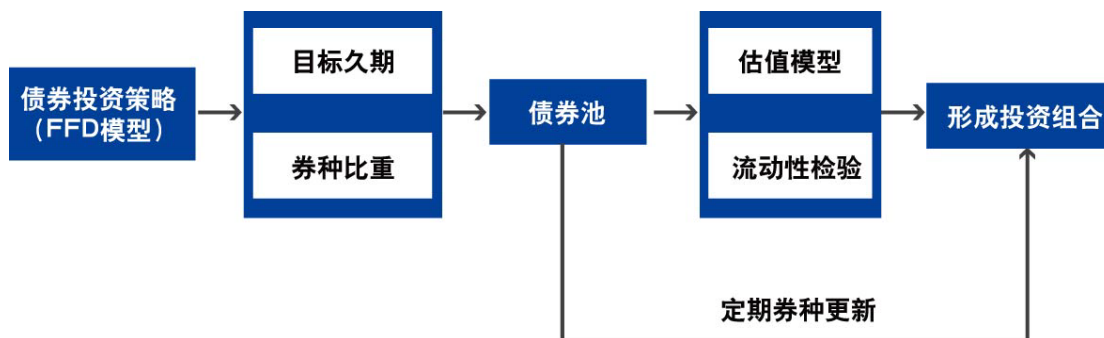 债券投资策略
（FFD模型）
目标久期
券种比重
债券池
估值模型
流动性检验
形成投资组合
定期券种更新